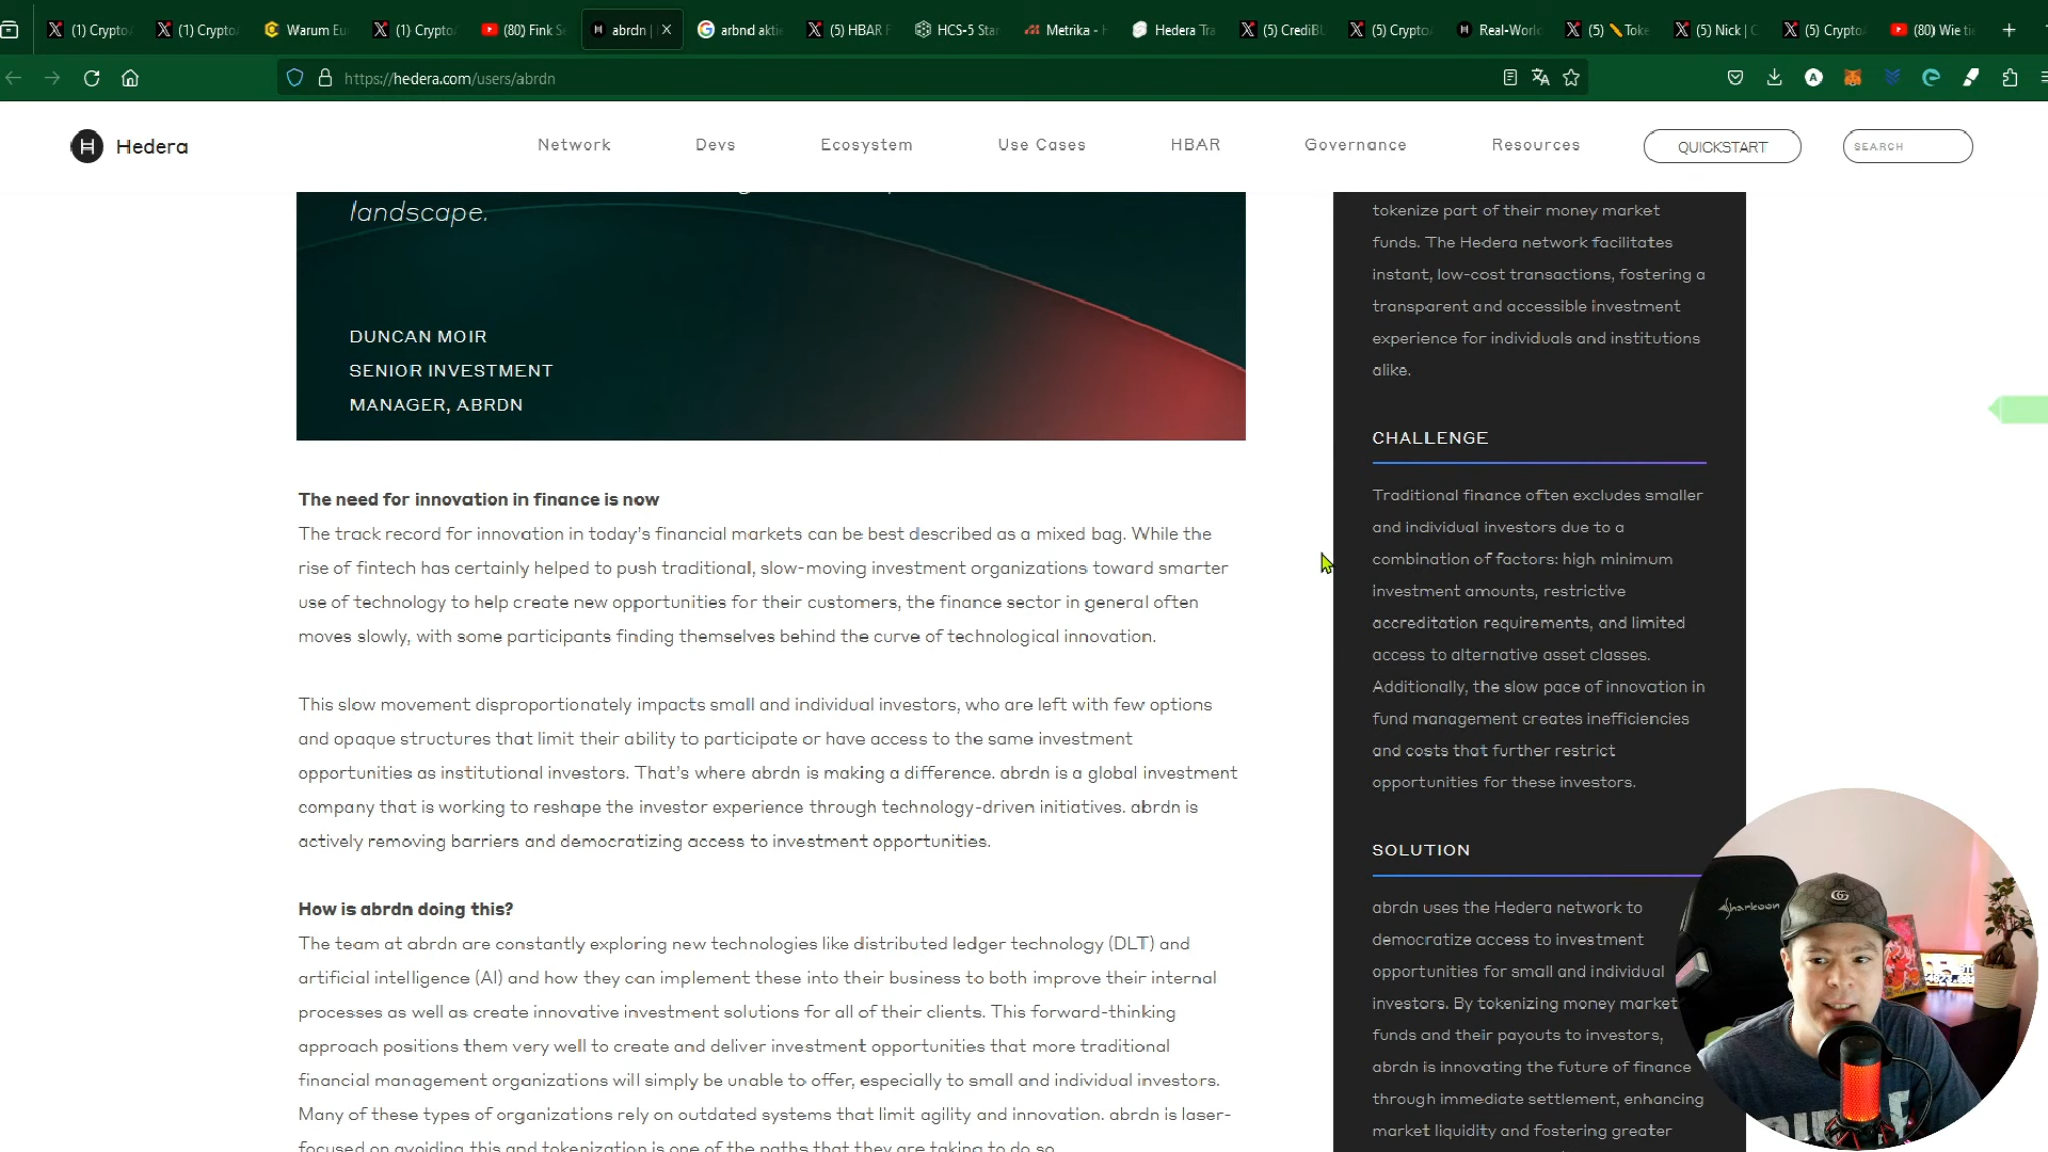 (1) Crypto
(1) Crypto
Warum Eu
(1) Crypto
(80) Fink Se
abrdn |
arbnd akti
(5) HBAR F
HCS-5 Star
Metrika - H
Hedera Tra
(5) CrediBU
(5) Crypto
Real-World
(5) Toke
(5) Nick | C
(5) Crypto
(80) Wie tie
https://hedera.com/users/abrdn
Hedera
Network
Devs
Ecosystem
Use Cases
HBAR
Governance
Resources
QUICKSTART
SEARCH
landscape.
DUNCAN MOIR
SENIOR INVESTMENT
MANAGER, ABRDN
The need for innovation in finance is now
The track record for innovation in today's financial markets can be best described as a mixed bag. While the
rise of fintech has certainly helped to push traditional, slow-moving investment organizations toward smarter
use of technology to help create new opportunities for their customers, the finance sector in general often
moves slowly, with some participants finding themselves behind the curve of technological innovation.
This slow movement disproportionately impacts small and individual investors, who are left with few options
and opaque structures that limit their ability to participate or have access to the same investment
opportunities as institutional investors. That's where abrdn is making a difference. abrdn is a global investment
company that is working to reshape the investor experience through technology-driven initiatives. abrdn is
actively removing barriers and democratizing access to investment opportunities.
How is abrdn doing this?
The team at abrdn are constantly exploring new technologies like distributed ledger technology (DLT) and
artificial intelligence (AI) and how they can implement these into their business to both improve their internal
processes as well as create innovative investment solutions for all of their clients. This forward-thinking
approach positions them very well to create and deliver investment opportunities that more traditional
financial management organizations will simply be unable to offer, especially to small and individual investors.
Many of these types of organizations rely on outdated systems that limit agility and innovation. abrdn is laser-
focused on avoiding this and tokenization is one of the paths that they are taking to do so.
tokenize part of their money market
funds. The Hedera network facilitates
instant, low-cost transactions, fostering a
transparent and accessible investment
experience for individuals and institutions
alike.
CHALLENGE
Traditional finance often excludes smaller
and individual investors due to a
combination of factors: high minimum
investment amounts, restrictive
accreditation requirements, and limited
access to alternative asset classes.
Additionally, the slow pace of innovation in
fund management creates inefficiencies
and costs that further restrict
opportunities for these investors.
SOLUTION
abrdn uses the Hedera network to
democratize access to investment
opportunities for small and individual
investors. By tokenizing money market
funds and their payouts to investors,
abrdn is innovating the future of finance
through immediate settlement, enhancing
market liquidity and fostering greater
Sharkoon